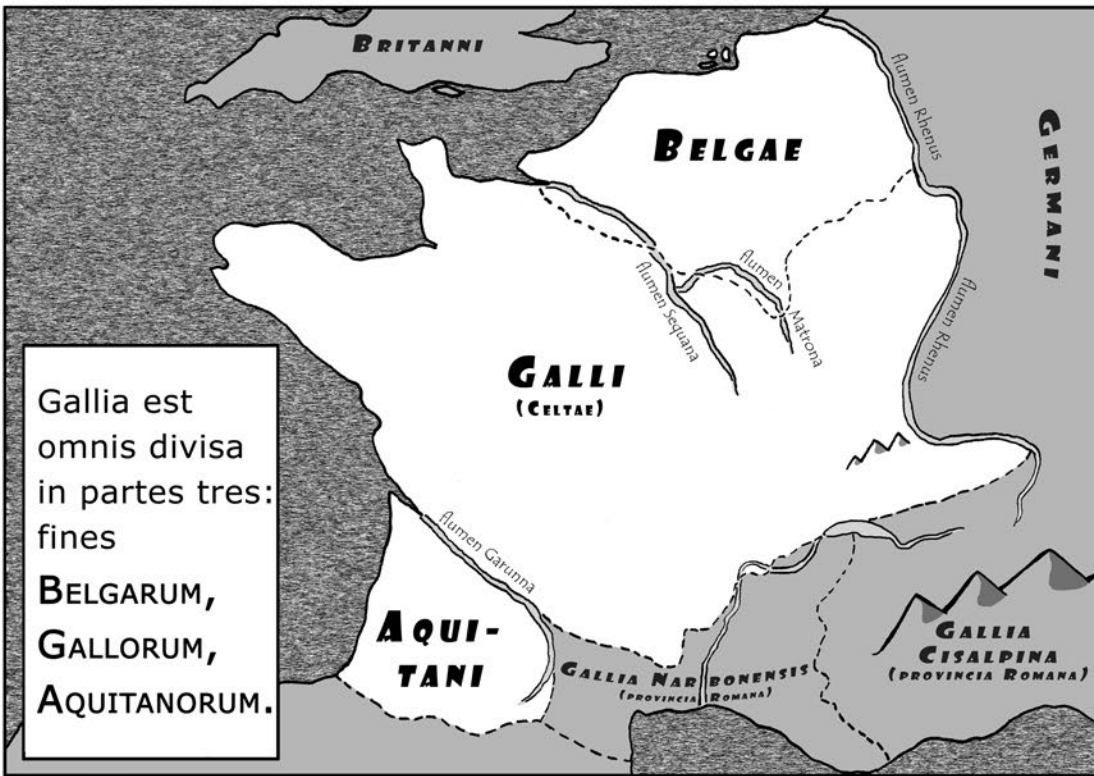 BRITANNI
BELGAE
flumen Rhenus
GERMANI
flumen Rhenus
flumen Sequana
flumen Matrona
GALLI
(CELTAE)
flumen Garunna
AQUI-
TANI
GALLIA NARBONENSIS
(PROVINCIA ROMANA)
GALLIA
CISALPINA
(PROVINCIA ROMANA)
Gallia est
omnis divisa
in partes tres:
fines
BELGARUM,
GALLORUM,
AQUITANORUM.